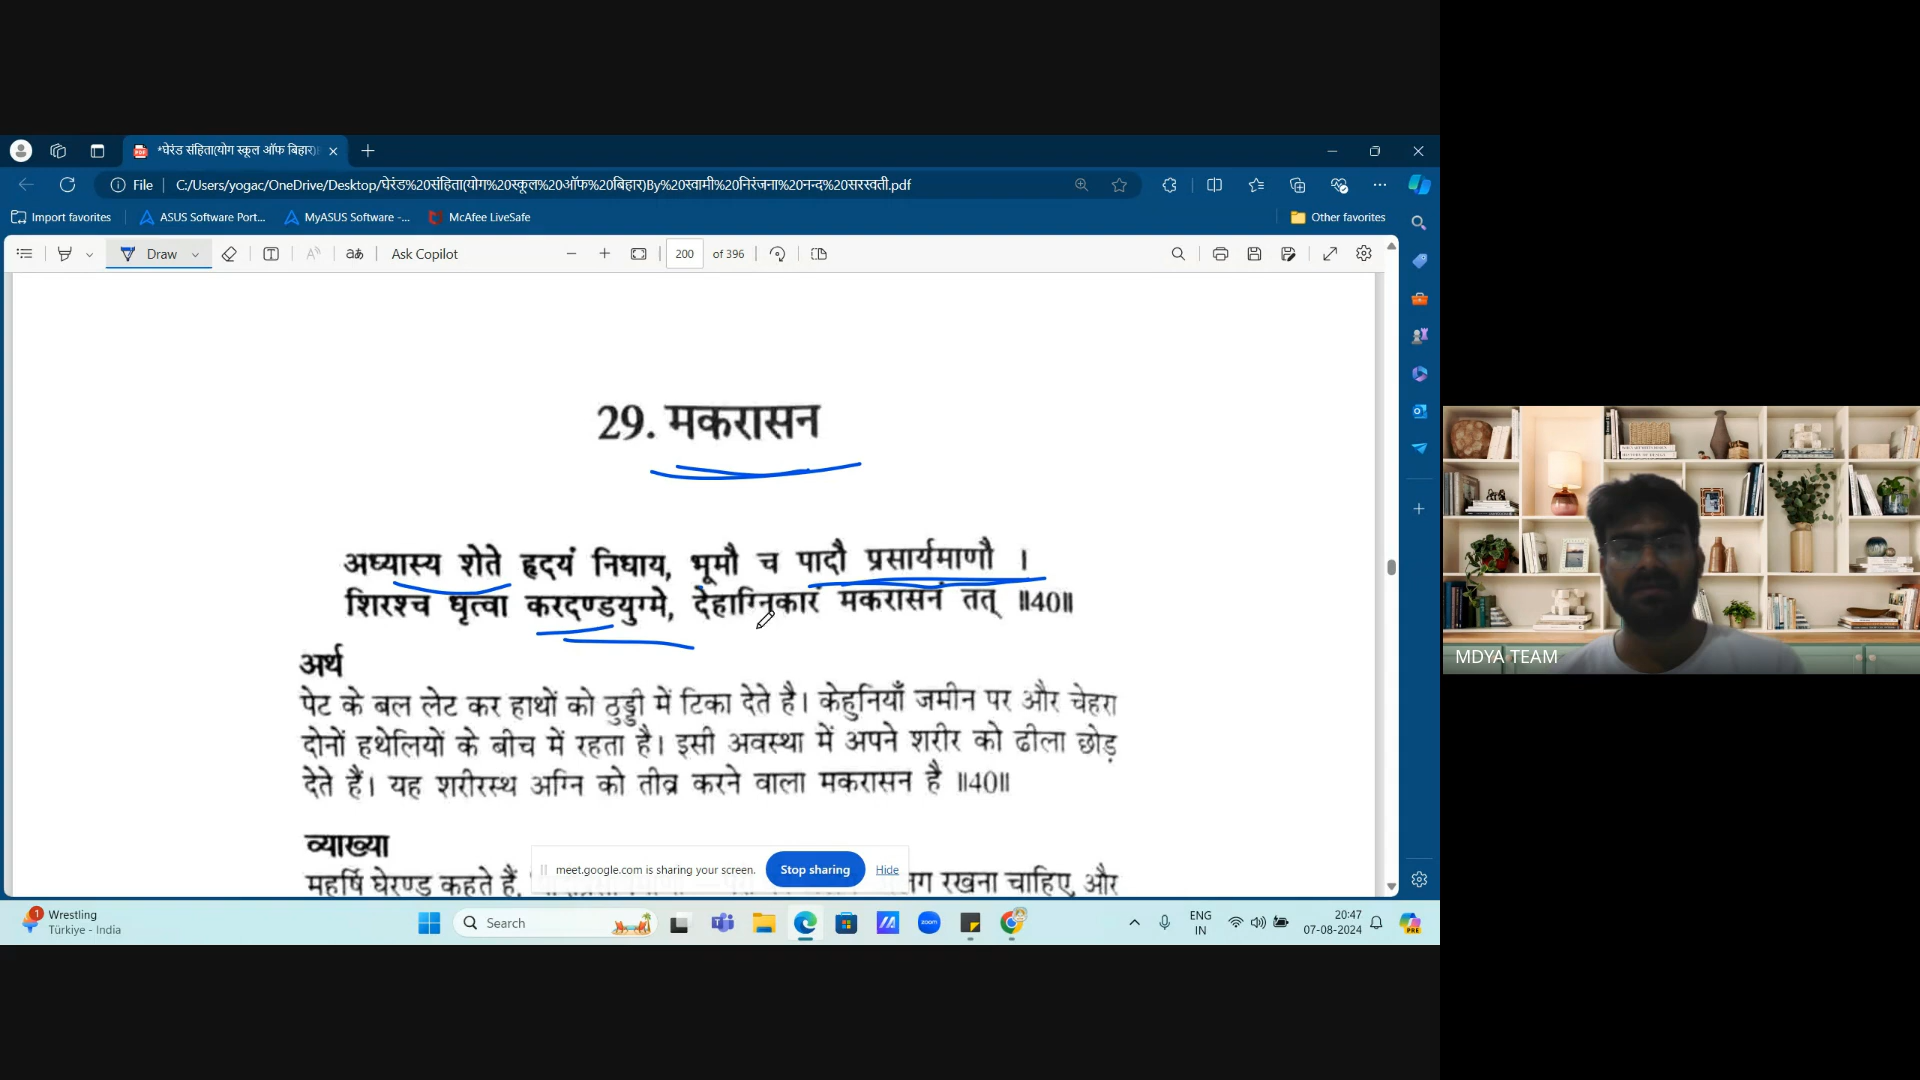 *घेरंड संहिता(योग स्कूल ऑफ बिहार)
File
C:/Users/yogac/OneDrive/Desktop/घेरंड%20संहिता(योग%20स्कूल%20ऑफ%20बिहार)By%20स्वामी%20निरंजना%20नन्द%20सरस्वती.pdf
Import favorites
ASUS Software Port...
MyASUS Software -...
McAfee LiveSafe
Other favorites
Draw
Ask Copilot
200 of 396
29. मकरासन
अध्यास्य शेते हृदयं निधाय, भूमौ च पादौ प्रसार्यमाणौ ।
शिरश्च धृत्वा करदण्डयुग्मे, देहाग्निकारं मकरासनं तत् ॥40॥
अर्थ
पेट के बल लेट कर हाथों को ठुड्डी में टिका देते है। केहुनियाँ जमीन पर और चेहरा
दोनों हथेलियों के बीच में रहता है। इसी अवस्था में अपने शरीर को ढीला छोड़
देते हैं। यह शरीरस्थ अग्नि को तीव्र करने वाला मकरासन है ॥40॥
व्याख्या
महर्षि घेरण्ड कहते हैं, रखना चाहिए, और
meet.google.com is sharing your screen.
Stop sharing
Hide
MDYA TEAM
1
Wrestling
Türkiye - India
Search
zoom
ENG
IN
20:47
07-08-2024
PRE